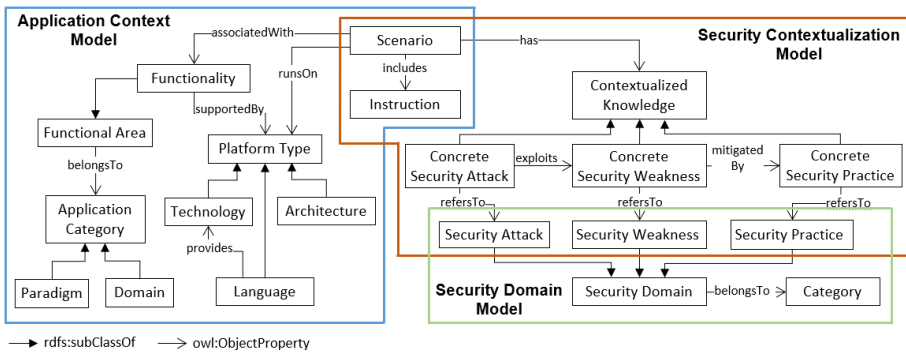 Application Context
Model
associatedWith
Scenario
has
Security Contextualization
Model
Functionality
runsOn
includes
Contextualized
Knowledge
supportedBy
Instruction
Functional Area
Platform Type
belongsTo
Concrete
Security Attack
exploits
Concrete
Security Weakness
mitigated
By
Concrete
Security Practice
Application
Category
Technology
Architecture
refersTo
refersTo
refersTo
provides
Security Attack
Security Weakness
Security Practice
Paradigm
Domain
Language
Security Domain
Model
Security Domain
belongsTo
Category
rdfs:subClassOf
owl:ObjectProperty